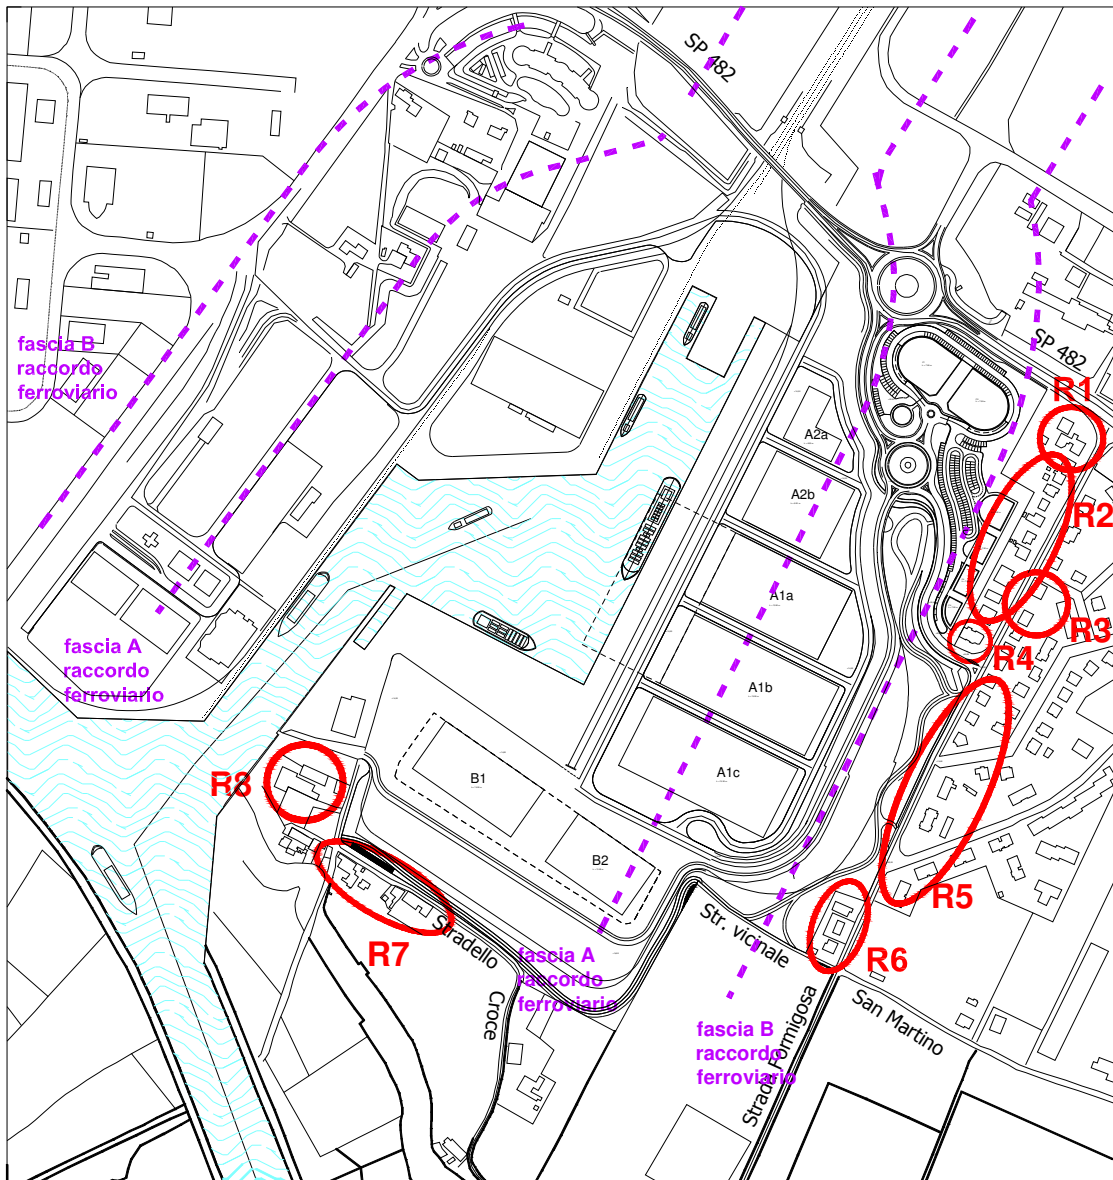 SP 482
fascia B
raccordo
ferroviario
SP 482
R1
A2a
A2b
R2
A1a
R3
R4
fascia A
raccordo
ferroviario
A1b
A1c
R8
B1
B2
R5
R7
Stradello
Str. vicinale
R6
fascia A
raccordo
ferroviario
Croce
San Martino
Strada Formigosa
fascia B
raccordo
ferroviario